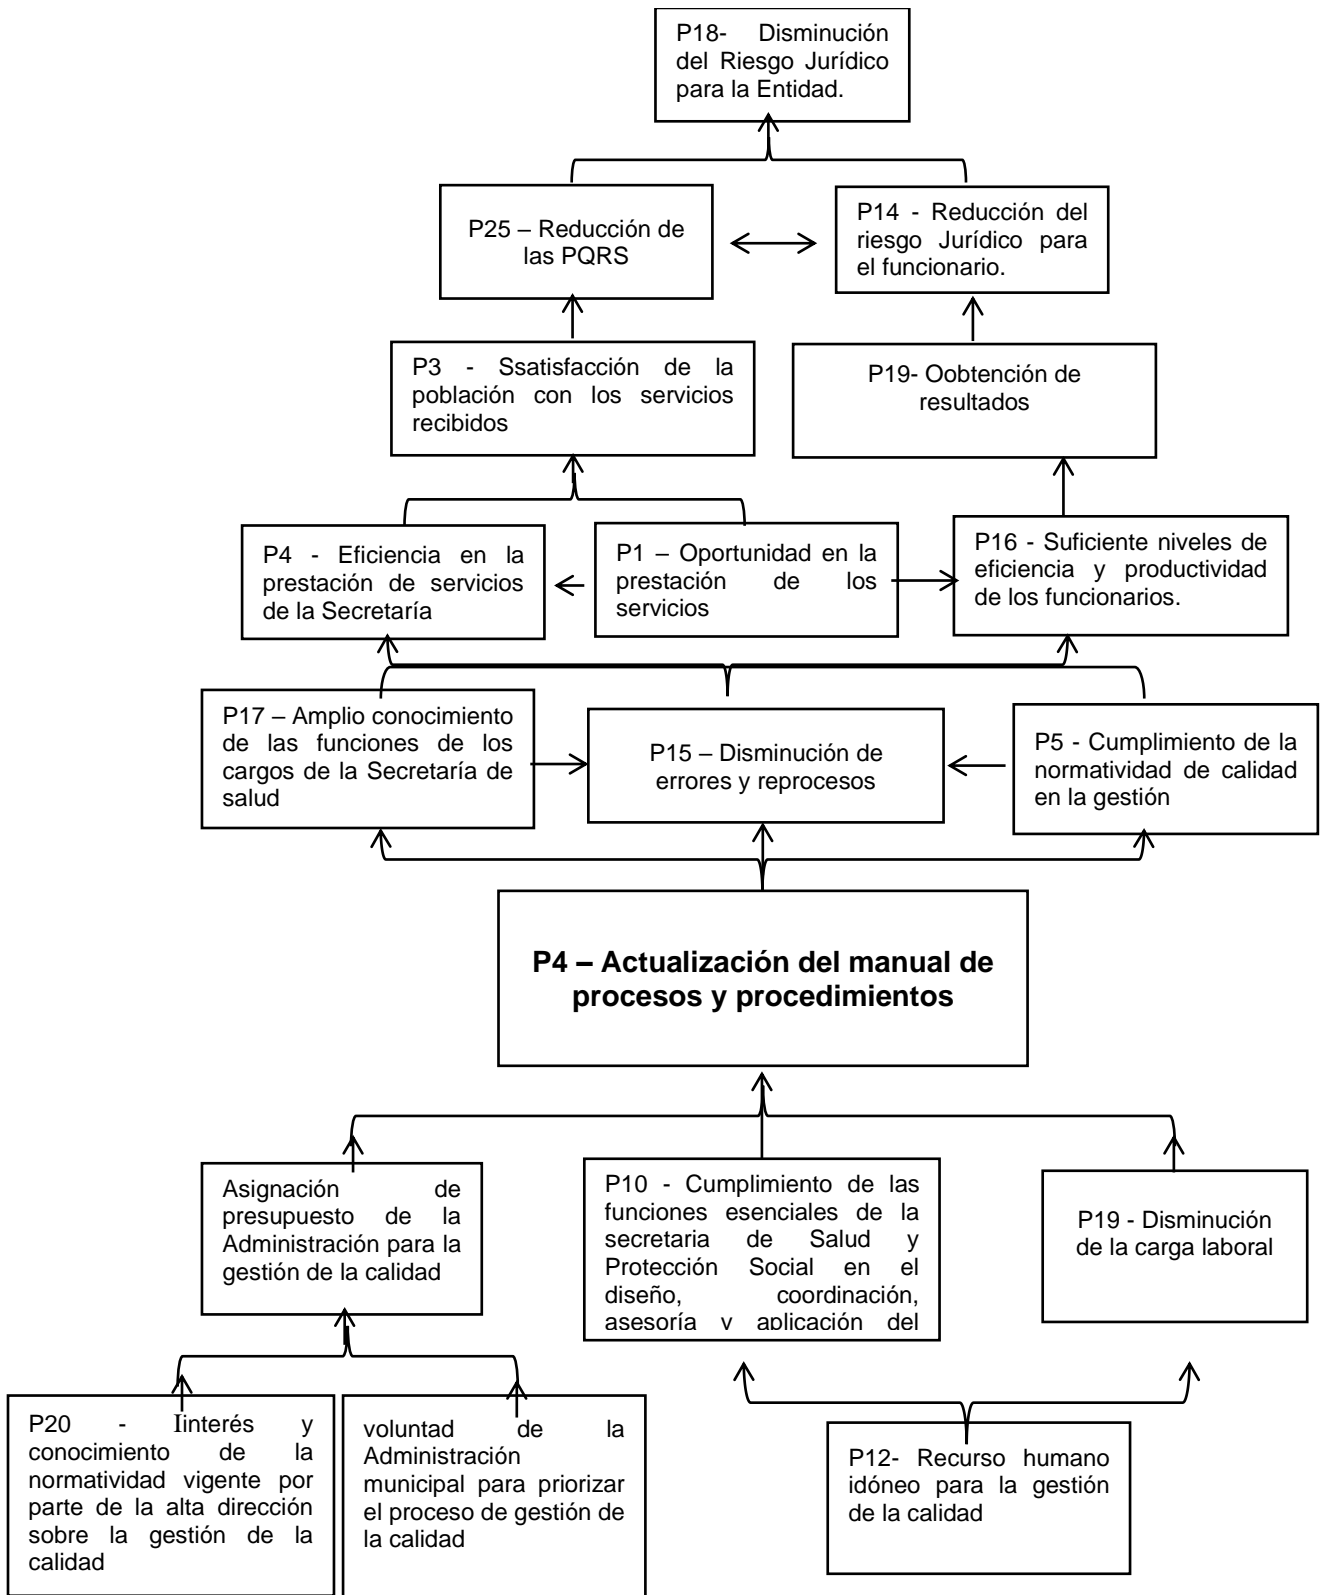 P18- Disminución
del Riesgo Jurídico
para la Entidad.
P25 – Reducción de
las PQRS
P14 - Reducción del
riesgo Jurídico para
el funcionario.
P3 - Ssatisfacción de la
población con los servicios
recibidos
P19- Oobtención de
resultados
P4 - Eficiencia en la
prestación de servicios
de la Secretaría
P1 – Oportunidad en la
prestación de los
servicios
P16 - Suficiente niveles de
eficiencia y productividad
de los funcionarios.
P17 – Amplio conocimiento
de las funciones de los
cargos de la Secretaría de
salud
P15 – Disminución de
errores y reprocesos
P5 - Cumplimiento de la
normatividad de calidad
en la gestión
P4 – Actualización del manual de
procesos y procedimientos
Asignación de
presupuesto de la
Administración para la
gestión de la calidad
P10 - Cumplimiento de las
funciones esenciales de la
secretaria de Salud y
Protección Social en el
diseño, coordinación,
asesoría y aplicación del
P19 - Disminución
de la carga laboral
P20 - Iinterés y
conocimiento de la
normatividad vigente por
parte de la alta dirección
sobre la gestión de la
calidad
voluntad de la
Administración
municipal para priorizar
el proceso de gestión de
la calidad
P12- Recurso humano
idóneo para la gestión
de la calidad